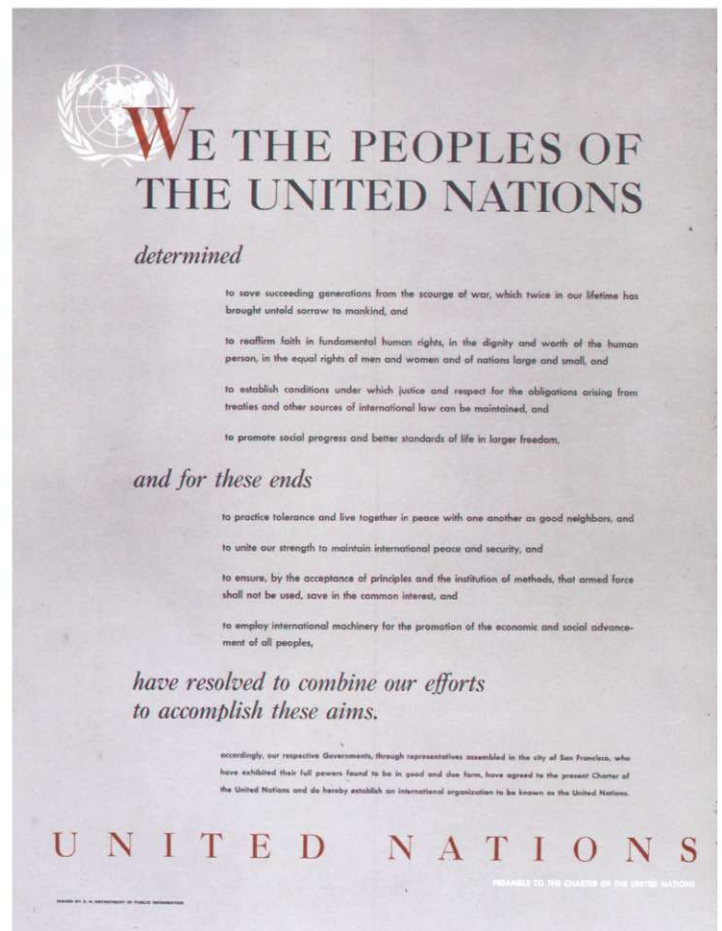 WE THE PEOPLES OF
THE UNITED NATIONS
determined
to save succeeding generations from the scourge of war, which twice in our lifetime has
brought untold sorrow to mankind, and
to reaffirm faith in fundamental human rights, in the dignity and worth of the human
person, in the equal rights of men and women and of nations large and small, and
to establish conditions under which justice and respect for the obligations arising from
treaties and other sources of international law can be maintained, and
to promote social progress and better standards of life in larger freedom,
and for these ends
to practice tolerance and live together in peace with one another as good neighbors, and
to unite our strength to maintain international peace and security, and
to ensure, by the acceptance of principles and the institution of methods, that armed force
shall not be used, save in the common interest, and
to employ international machinery for the promotion of the economic and social advance-
ment of all peoples,
have resolved to combine our efforts
to accomplish these aims.
accordingly, our respective Governments, through representatives assembled in the city of San Francisco, who
have exhibited their full powers found to be in good and due form, have agreed to the present Charter of
the United Nations and do hereby establish an international organization to be known as the United Nations.
UNITED NATIONS
PREAMBLE TO THE CHARTER OF THE UNITED NATIONS
ISSUED BY U. N. DEPARTMENT OF PUBLIC INFORMATION